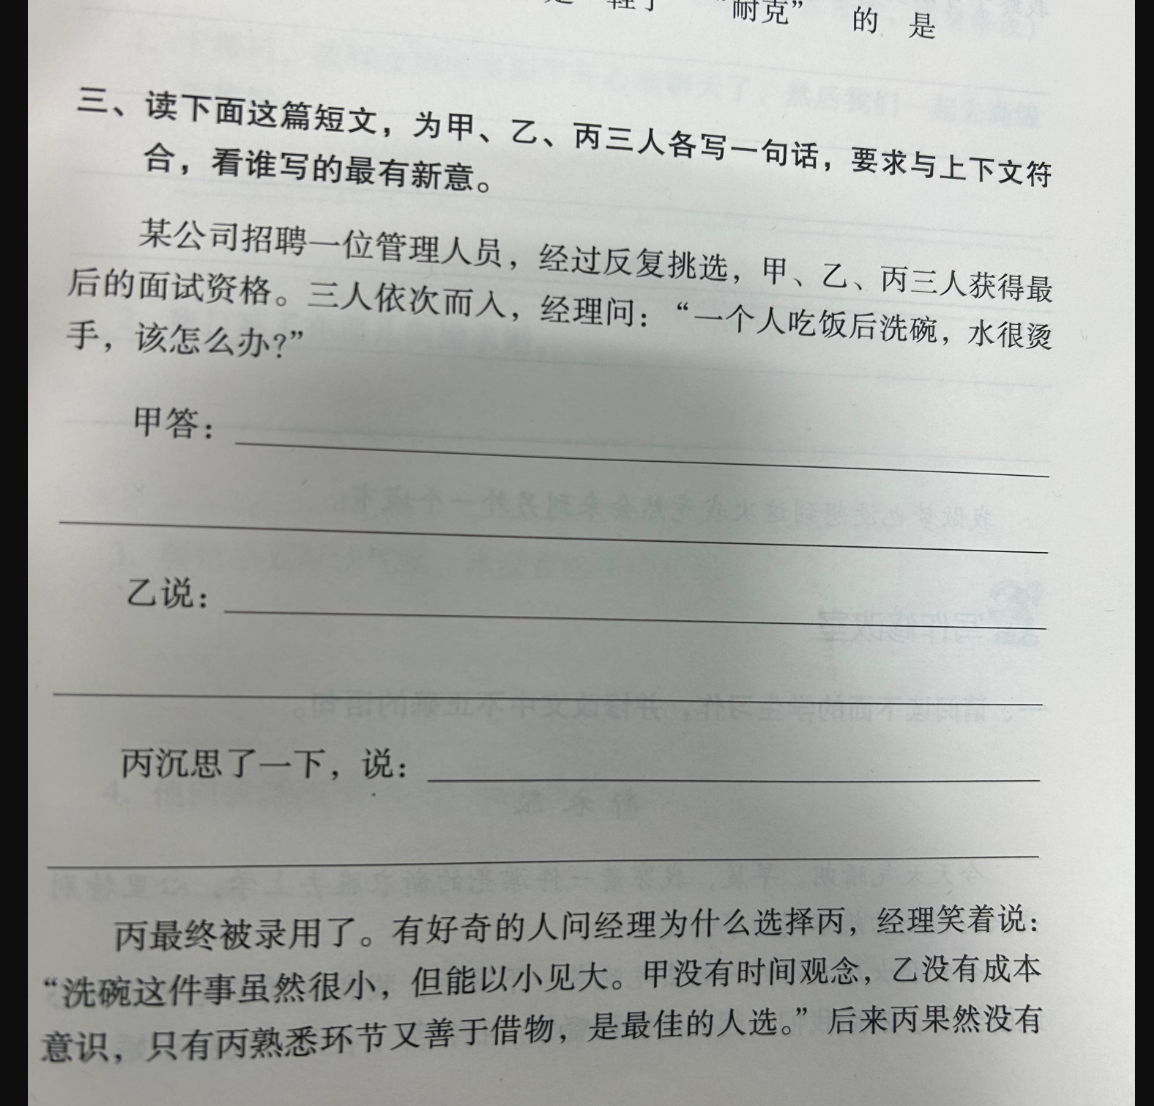 “耐克” 的 是
三、读下面这篇短文，为甲、乙、丙三人各写一句话，要求与上下文符
合，看谁写的最有新意。
某公司招聘一位管理人员，经过反复挑选，甲、乙、丙三人获得最
后的面试资格。三人依次而入，经理问：“一个人吃饭后洗碗，水很烫
手，该怎么办?”
甲答：
乙说：
丙沉思了一下，说：
丙最终被录用了。有好奇的人问经理为什么选择丙，经理笑着说：
“洗碗这件事虽然很小，但能以小见大。甲没有时间观念，乙没有成本
意识，只有丙熟悉环节又善于借物，是最佳的人选。”后来丙果然没有